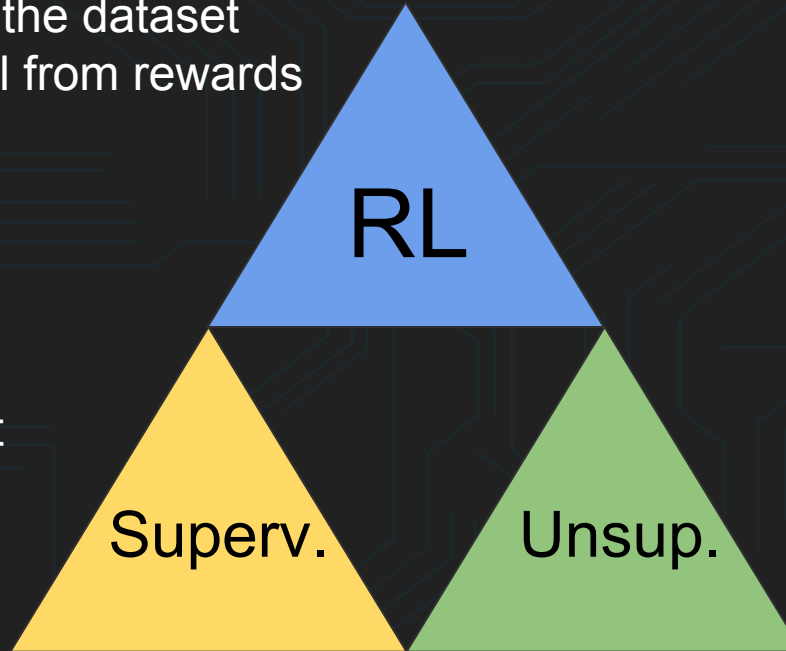 the dataset
l from rewards
RL
t
Superv.
Unsup.